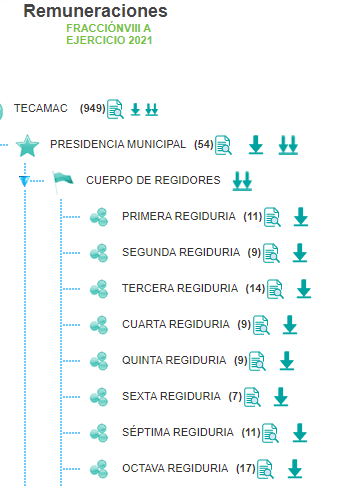 Remuneraciones
FRACCIÓNVIII A
EJERCICIO 2021
TECAMAC (949)
PRESIDENCIA MUNICIPAL (54)
CUERPO DE REGIDORES
PRIMERA REGIDURIA (11)
SEGUNDA REGIDURIA (9)
TERCERA REGIDURIA (14)
CUARTA REGIDURIA (9)
QUINTA REGIDURIA (9)
SEXTA REGIDURIA (7)
SÉPTIMA REGIDURIA (11)
OCTAVA REGIDURIA (17)